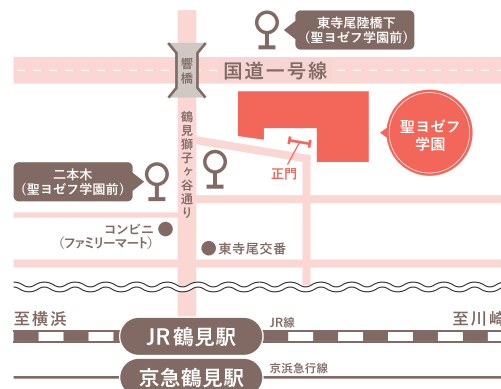 東寺尾陸橋下
(聖ヨゼフ学園前)
響橋
国道一号線
聖ヨゼフ
学園
鶴見獅子ヶ谷通り
正門
二本木
(聖ヨゼフ学園前)
コンビニ
(ファミリーマート)
東寺尾交番
至横浜
至川崎
JR鶴見駅
JR線
京急鶴見駅
京浜急行線